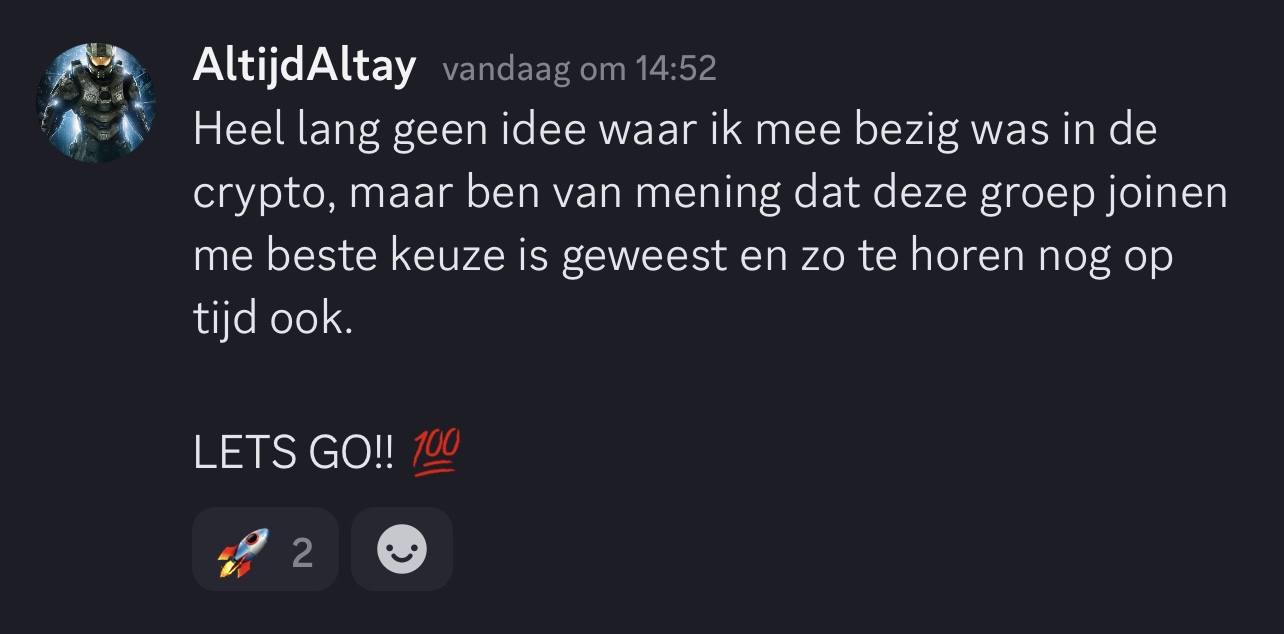 AltijdAltay vandaag om 14:52
Heel lang geen idee waar ik mee bezig was in de
crypto, maar ben van mening dat deze groep joinen
me beste keuze is geweest en zo te horen nog op
tijd ook.
LETS GO!! 💯
🚀 2